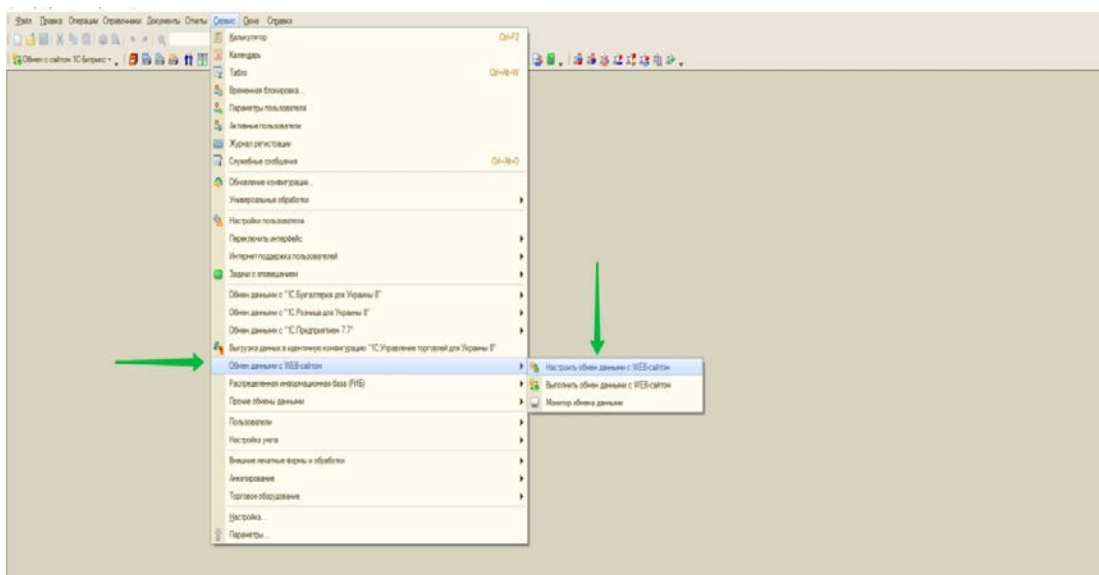 Файл Правка Операции Справочники Документы Отчеты Сервис Окна Справка
Обмен с сайтом 1С-Битрикс
Калькулятор Ctrl+F2
Календарь
Табло Ctrl+Alt+W
Временная блокировка...
Параметры пользователя
Активные пользователи
Журнал регистрации
Служебные сообщения Ctrl+Alt+O
Обновление конфигурации...
Универсальные обработки
Настройки пользователя
Переключить интерфейс
Интернет поддержка пользователей
Задачи с оповещением
Обмен данными с "1С:Бухгалтерия для Украины 8"
Обмен данными с "1С:Розница для Украины 8"
Обмен данными с "1С:Предприятием 7.7"
Выгрузка данных в идентичную конфигурацию "1С:Управление торговлей для Украины 8"
Обмен данными с WEB-сайтом
Настроить обмен данными с WEB-сайтом
Распределенная информационная база (РИБ)
Выполнить обмен данными с WEB-сайтом
Прочие обмены данными
Монитор обмена данными
Пользователи
Настройка учета
Внешние печатные формы и обработки
Анкетирование
Торговое оборудование
Настройка...
Параметры...